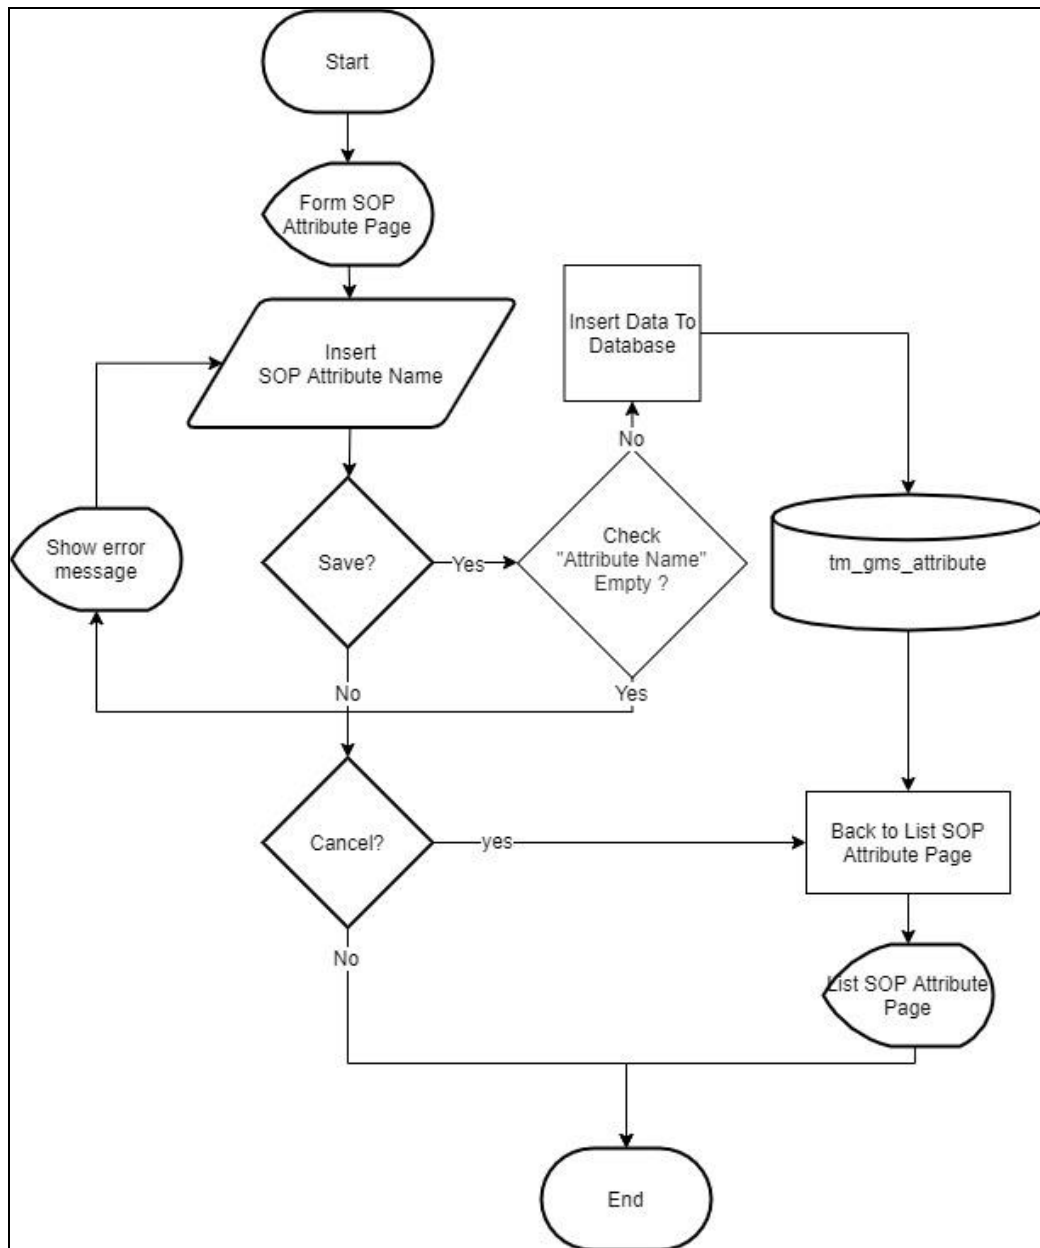 Start
Form SOP
Attribute Page
Insert
SOP Attribute Name
Insert Data To
Database
No
Show error
message
Save?
Yes
Check
"Attribute Name"
Empty ?
tm_gms_attribute
No
Yes
Cancel?
yes
Back to List SOP
Attribute Page
No
List SOP Attribute
Page
End